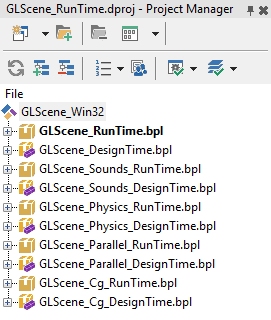 GLScene_RunTime.dproj - Project Manager
File
GLScene_Win32
GLScene_RunTime.bpl
GLScene_DesignTime.bpl
GLScene_Sounds_RunTime.bpl
GLScene_Sounds_DesignTime.bpl
GLScene_Physics_RunTime.bpl
GLScene_Physics_DesignTime.bpl
GLScene_Parallel_RunTime.bpl
GLScene_Parallel_DesignTime.bpl
GLScene_Cg_RunTime.bpl
GLScene_Cg_DesignTime.bpl